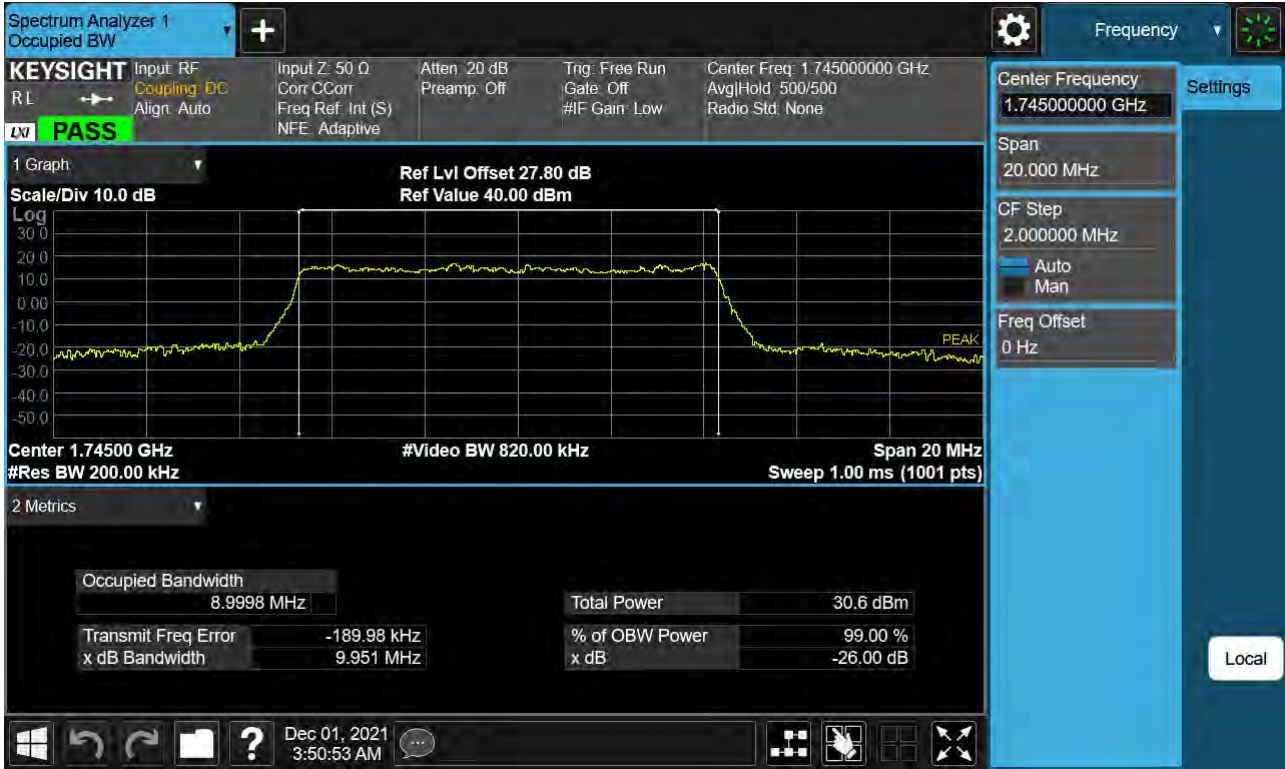 Spectrum Analyzer 1
Occupied BW
+
Frequency
KEYSIGHT
R L
LXI
PASS
Input: RF
Coupling: DC
Align: Auto
Input Z: 50 Ω
Corr CCorr
Freq Ref: Int (S)
NFE: Adaptive
Atten: 20 dB
Preamp: Off
Trig: Free Run
Gate: Off
#IF Gain: Low
Center Freq: 1.745000000 GHz
Avg|Hold: 500/500
Radio Std: None
Center Frequency
1.745000000 GHz
Settings
Span
20.000 MHz
CF Step
2.000000 MHz
Auto
Man
Freq Offset
0 Hz
Local
1 Graph
Scale/Div 10.0 dB
Ref Lvl Offset 27.80 dB
Ref Value 40.00 dBm
Log
30.0
20.0
10.0
0.00
-10.0
-20.0
-30.0
-40.0
-50.0
PEAK
Center 1.74500 GHz
#Video BW 820.00 kHz
Span 20 MHz
#Res BW 200.00 kHz
Sweep 1.00 ms (1001 pts)
2 Metrics
Occupied Bandwidth
8.9998 MHz
Total Power 30.6 dBm
Transmit Freq Error -189.98 kHz
% of OBW Power 99.00 %
x dB Bandwidth 9.951 MHz
x dB -26.00 dB
?
Dec 01, 2021
3:50:53 AM